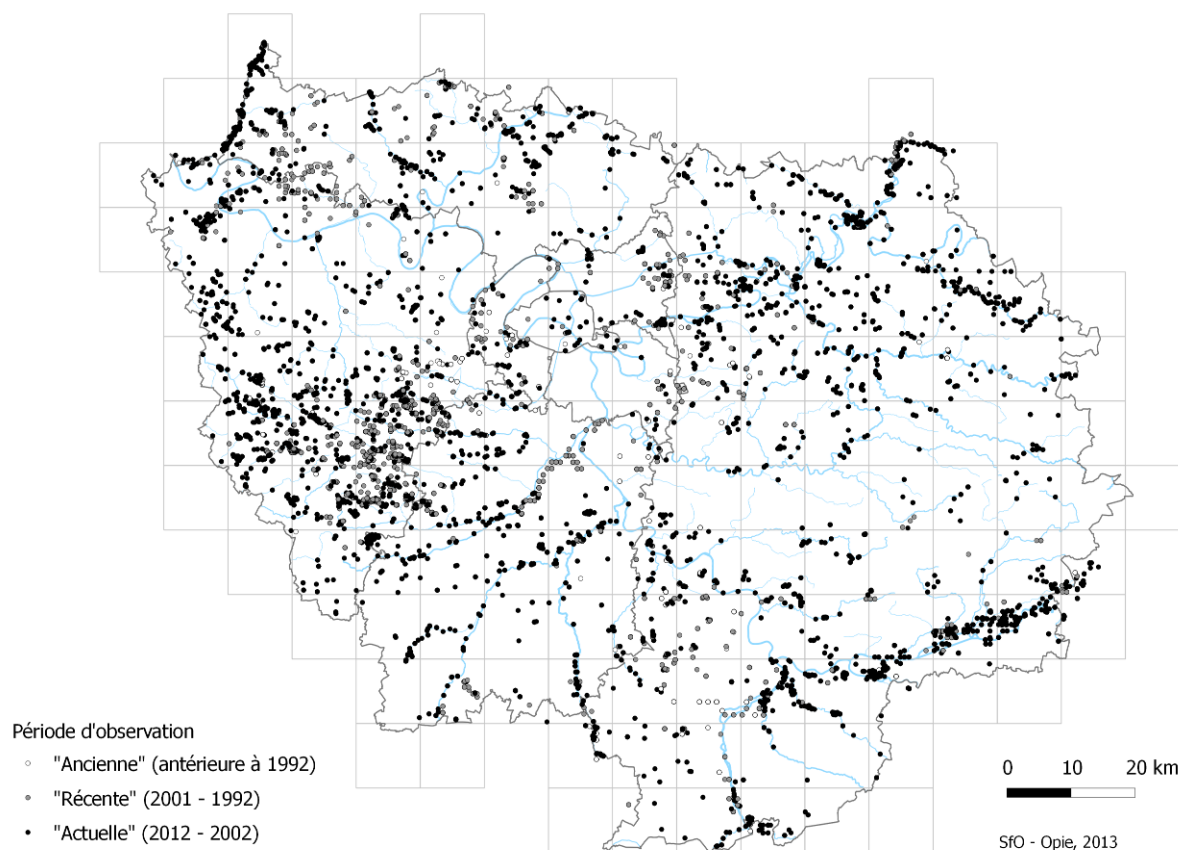 Période d'observation
"Ancienne" (antérieure à 1992)
"Récente" (2001 - 1992)
"Actuelle" (2012 - 2002)
0 10 20 km
SfO - Opie, 2013